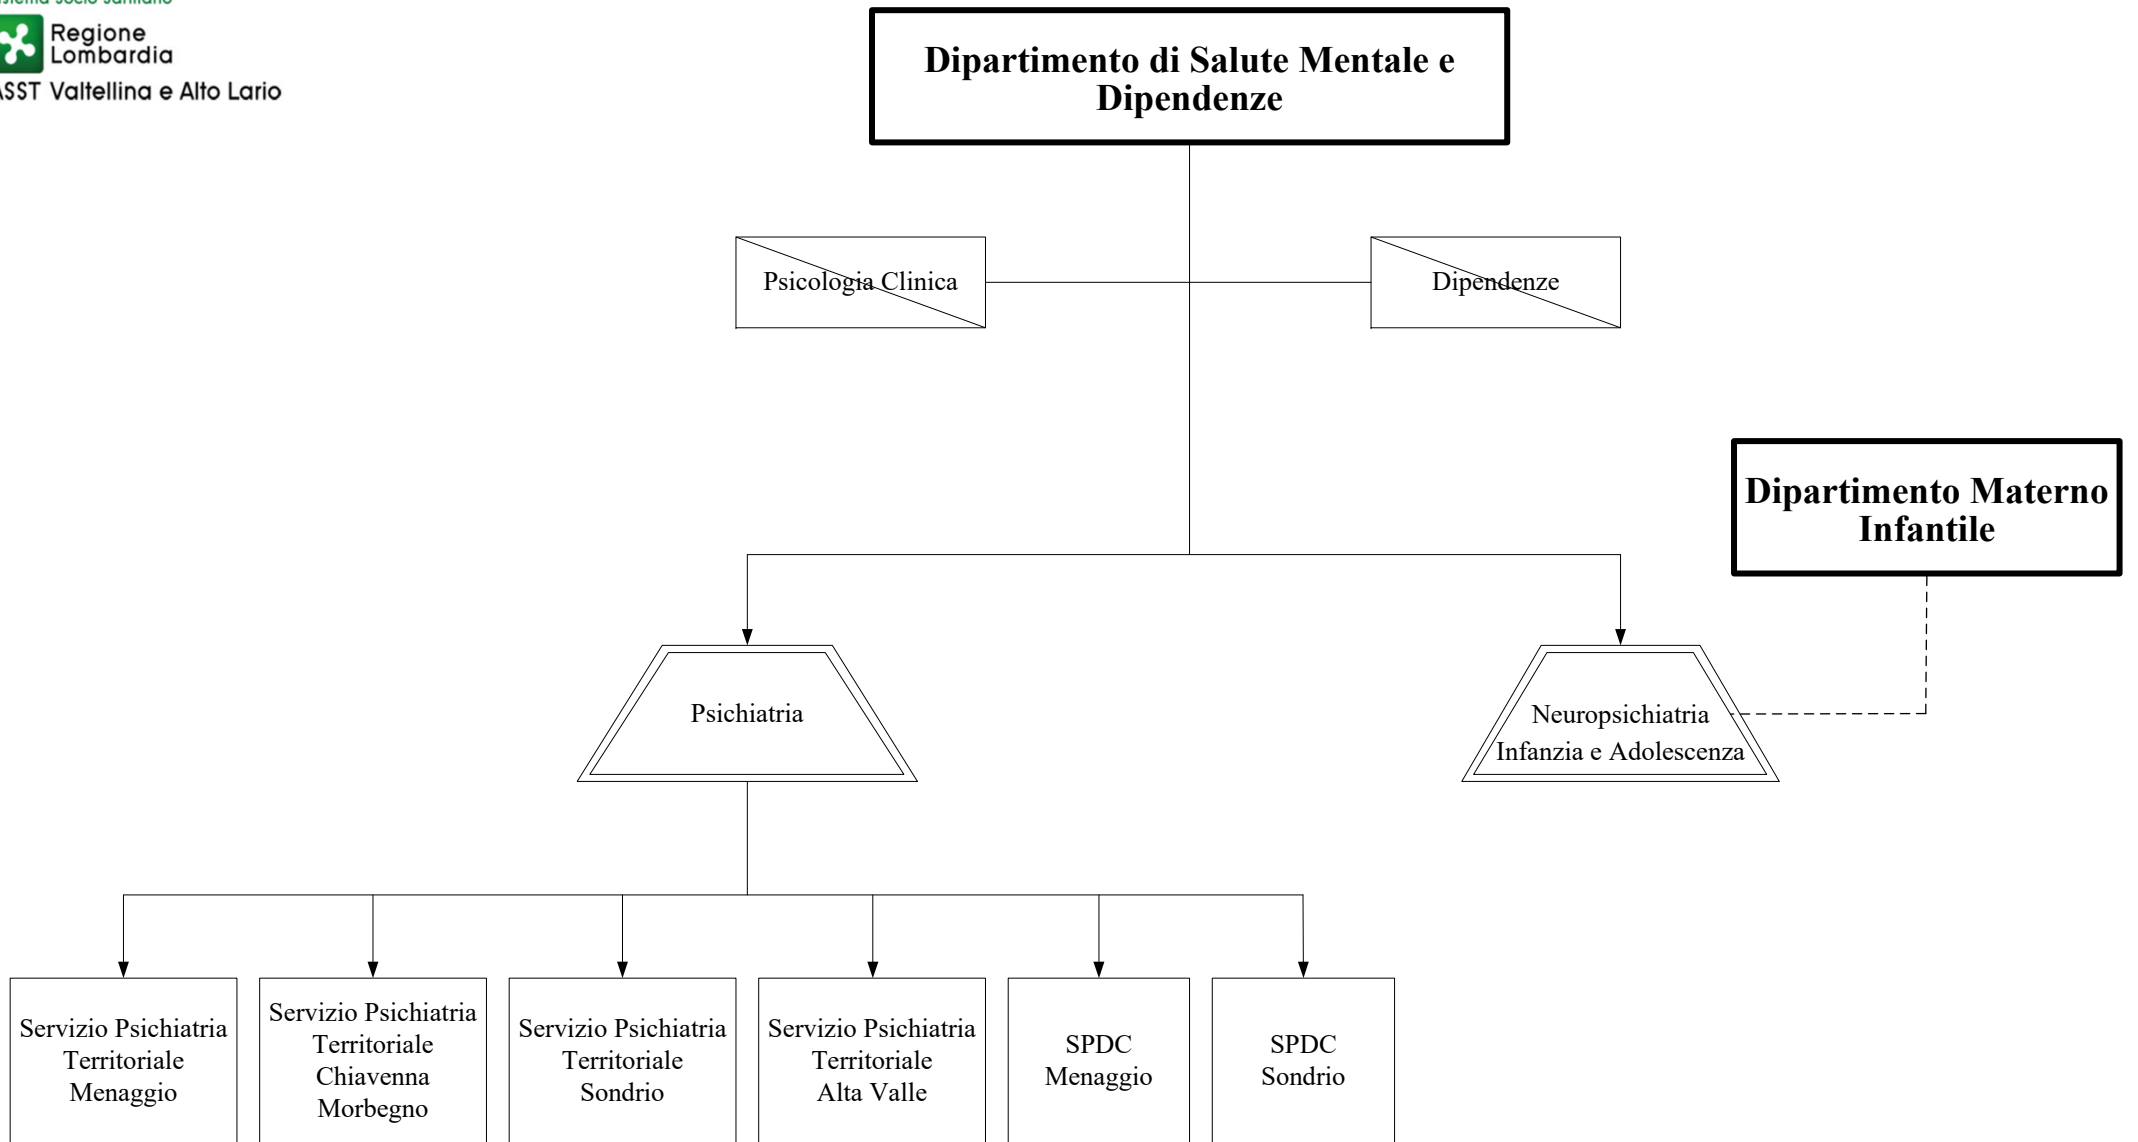 Regione
Lombardia
ASST Valtellina e Alto Lario
Dipartimento di Salute Mentale e
Dipendenze
Psicologia Clinica
Dipendenze
Dipartimento Materno
Infantile
Psichiatria
Neuropsichiatria
Infanzia e Adolescenza
Servizio Psichiatria
Territoriale
Menaggio
Servizio Psichiatria
Territoriale
Chiavenna
Morbegno
Servizio Psichiatria
Territoriale
Sondrio
Servizio Psichiatria
Territoriale
Alta Valle
SPDC
Menaggio
SPDC
Sondrio